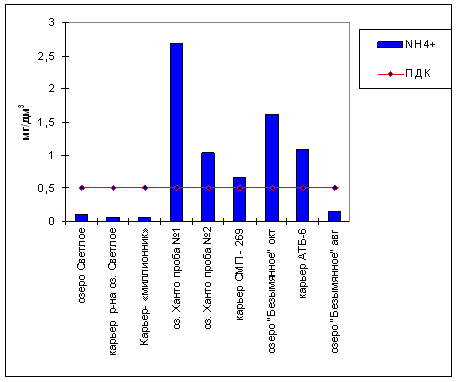 3
2,5
2
1,5
1
0,5
0
мг/дм³
NH4+
ПДК
озеро Светлое
карьер р-на оз. Светлое
Карьер- «миллионник»
оз. Ханто проба №1
оз. Ханто проба №2
карьер СМП - 269
озеро "Безымянное" окт
карьер АТБ-6
озеро "Безымянное" авг